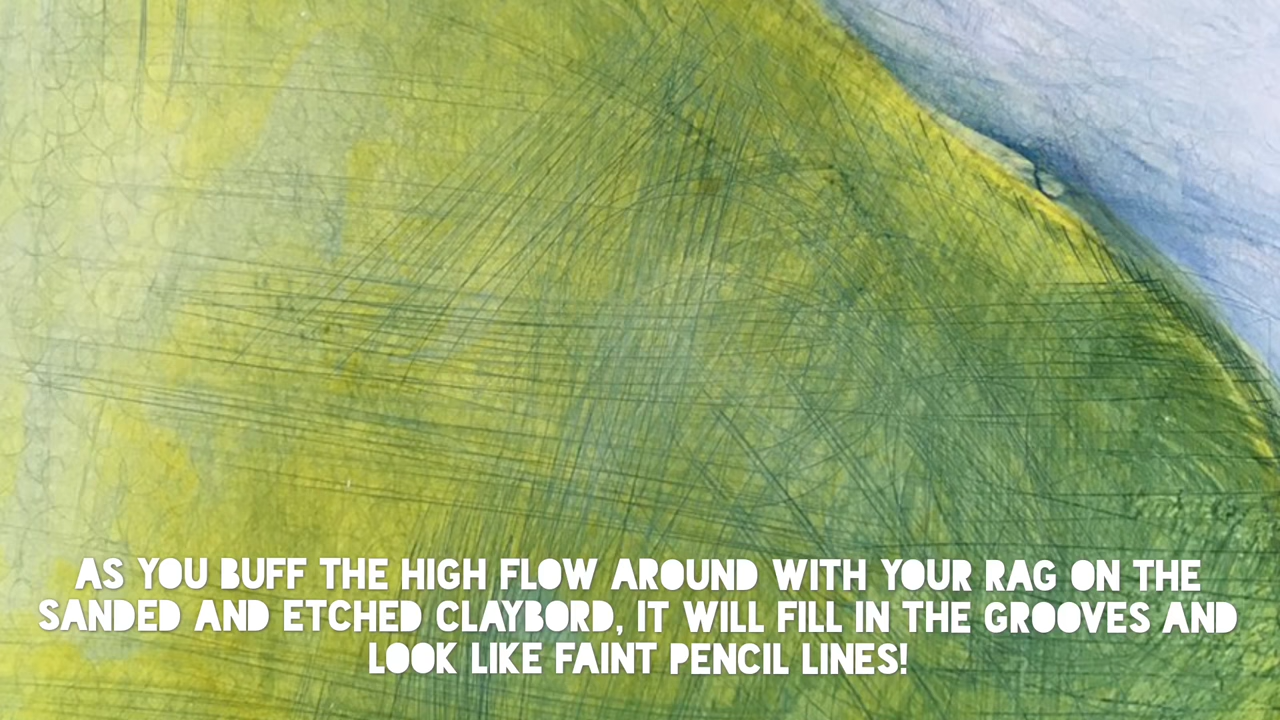 AS YOU BUFF THE HIGH FLOW AROUND WITH YOUR RAG ON THE
SANDED AND ETCHED CLAYBORD, IT WILL FILL IN THE GROOVES AND
LOOK LIKE FAINT PENCIL LINES!